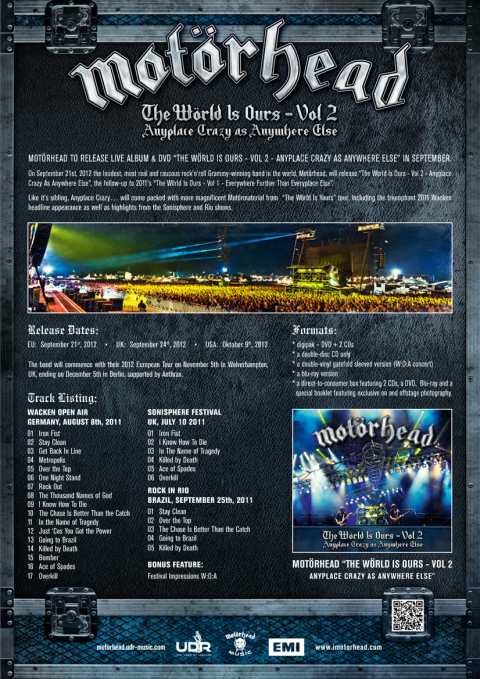 motörhead
The Wörld Is Ours - Vol 2
Anyplace Crazy as Anywhere Else
MOTÖRHEAD TO RELEASE LIVE ALBUM & DVD "THE WÖRLD IS OURS - VOL 2 - ANYPLACE CRAZY AS ANYWHERE ELSE" IN SEPTEMBER.
On September 21st, 2012 the loudest, most real and raucous rock'n'roll Grammy-winning band in the world, Motörhead, will release "The Wörld Is Ours - Vol 2 - Anyplace
Crazy As Anywhere Else", the follow-up to 2011's "The Wörld Is Ours - Vol 1 - Everywhere Further Than Everyplace Else".
Like it's sibling, Anyplace Crazy.... will come packed with more magnificent Motörmaterial from "The Wörld Is Yours" tour, including the triumphant 2011 Wacken
headline appearance as well as highlights from the Sonisphere and Rio shows.
Release Dates:
EU: September 21st, 2012 • UK: September 24th, 2012 • USA: Oktober 9th, 2012
The band will commence with their 2012 European Tour on November 5th in Wolverhampton,
UK, ending on December 5th in Berlin, supported by Anthrax.
Formats:
* digipak - DVD + 2 CDs
* a double-disc CD only
* a double-vinyl gatefold sleeved version (W:O:A concert)
* a blu-ray version
* a direct-to-consumer box featuring 2 CDs, a DVD, Blu-ray and a
special booklet featuring exclusive on and offstage photography.
Track Listing:
WACKEN OPEN AIR
GERMANY, AUGUST 8th, 2011
01 Iron Fist
02 Stay Clean
03 Get Back In Line
04 Metropolis
05 Over the Top
06 One Night Stand
07 Rock Out
08 The Thousand Names of God
09 I Know How To Die
10 The Chase Is Better Than the Catch
11 In the Name of Tragedy
12 Just 'Cos You Got the Power
13 Going to Brazil
14 Killed by Death
15 Bomber
16 Ace of Spades
17 Overkill
SONISPHERE FESTIVAL
UK, JULY 10 2011
01 Iron Fist
02 I Know How To Die
03 In The Name of Tragedy
04 Killed by Death
05 Ace of Spades
06 Overkill
ROCK IN RIO
BRAZIL, SEPTEMBER 25th, 2011
01 Stay Clean
02 Over the Top
03 The Chase Is Better Than the Catch
04 Going to Brazil
05 Killed by Death
BONUS FEATURE:
Festival Impressions W:O:A
motörhead
The Wörld Is Ours - Vol 2
Anyplace Crazy as Anywhere Else
MOTÖRHEAD "THE WÖRLD IS OURS - VOL 2
ANYPLACE CRAZY AS ANYWHERE ELSE"
motorhead.udr-music.com
UDR
Motörhead
MUSIC
EMI
www.imotorhead.com